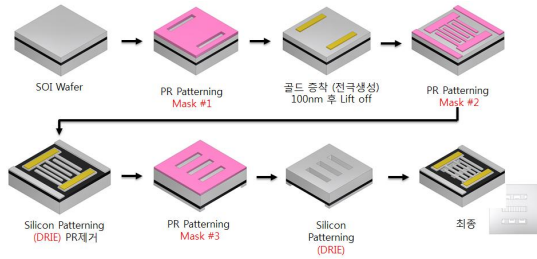 SOI Wafer
PR Patterning
Mask #1
골드 증착 (전극생성)
100nm 후 Lift off
PR Patterning
Mask #2
Silicon Patterning
(DRIE) PR제거
PR Patterning
Mask #3
Silicon
Patterning
(DRIE)
최종